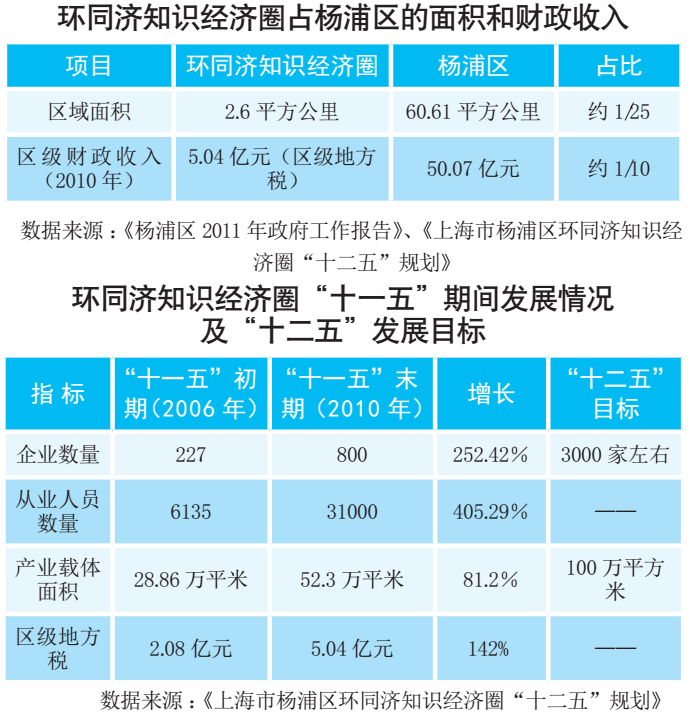 环同济知识经济圈占杨浦区的面积和财政收入
项目 环同济知识经济圈 杨浦区 占比
区域面积 2.6 平方公里 60.61 平方公里 约 1/25
区级财政收入（2010 年） 5.04 亿元（区级地方税） 50.07 亿元 约 1/10
数据来源：《杨浦区 2011 年政府工作报告》、《上海市杨浦区环同济知识经
济圈“十二五”规划》
环同济知识经济圈“十一五”期间发展情况
及“十二五”发展目标
指 标 “十一五”初期（2006 年） “十一五”末期（2010 年） 增长 “十二五”目标
企业数量 227 800 252.42% 3000 家左右
从业人员数量 6135 31000 405.29% ——
产业载体面积 28.86 万平米 52.3 万平米 81.2% 100 万平方米
区级地方税 2.08 亿元 5.04 亿元 142% ——
数据来源：《上海市杨浦区环同济知识经济圈“十二五”规划》